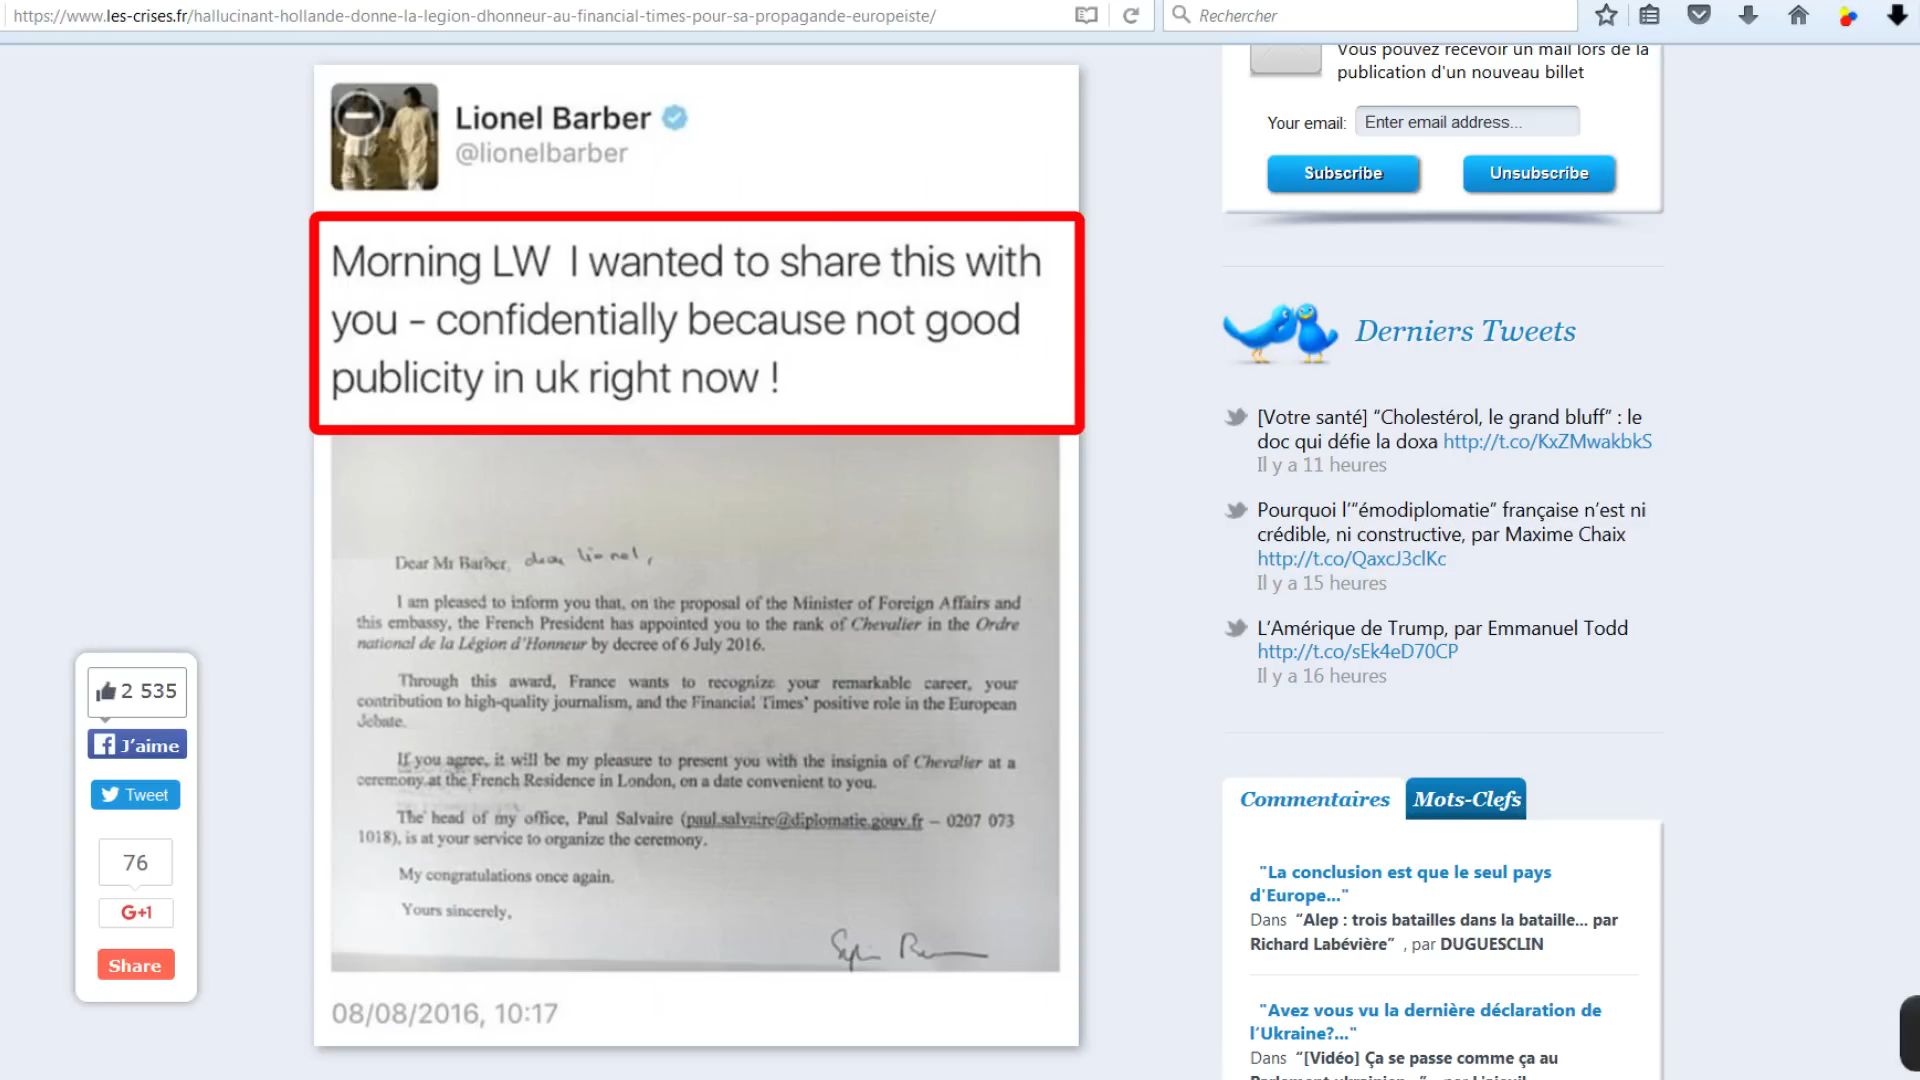 https://www.les-crises.fr/hallucinant-hollande-donne-la-legion-dhonneur-au-financial-times-pour-sa-propagande-europeiste/
Rechercher
Lionel Barber
@lionelbarber
Morning LW I wanted to share this with
you - confidentially because not good
publicity in uk right now !
Dear Mr Barber, dear Lionel,
I am pleased to inform you that, on the proposal of the Minister of Foreign Affairs and
this embassy, the French President has appointed you to the rank of Chevalier in the Ordre
national de la Légion d'Honneur by decree of 6 July 2016.
Through this award, France wants to recognize your remarkable career, your
contribution to high-quality journalism, and the Financial Times' positive role in the European
debate.
If you agree, it will be my pleasure to present you with the insignia of Chevalier at a
ceremony at the French Residence in London, on a date convenient to you.
The head of my office, Paul Salvaire (paul.salvaire@diplomatie.gouv.fr – 0207 073
1018), is at your service to organize the ceremony.
My congratulations once again.
Yours sincerely,
08/08/2016, 10:17
2 535
J'aime
Tweet
76
G+1
Share
Vous pouvez recevoir un mail lors de la
publication d'un nouveau billet
Your email: Enter email address...
Subscribe Unsubscribe
Derniers Tweets
[Votre santé] “Cholestérol, le grand bluff” : le
doc qui défie la doxa http://t.co/KxZMwakbkS
Il y a 11 heures
Pourquoi l'“émodiplomatie” française n'est ni
crédible, ni constructive, par Maxime Chaix
http://t.co/QaxcJ3clKc
Il y a 15 heures
L'Amérique de Trump, par Emmanuel Todd
http://t.co/sEk4eD70CP
Il y a 16 heures
Commentaires Mots-Clefs
"La conclusion est que le seul pays
d'Europe..."
Dans “Alep : trois batailles dans la bataille... par
Richard Labévière” , par DUGUESCLIN
"Avez vous vu la dernière déclaration de
l'Ukraine?..."
Dans “[Vidéo] Ça se passe comme ça au